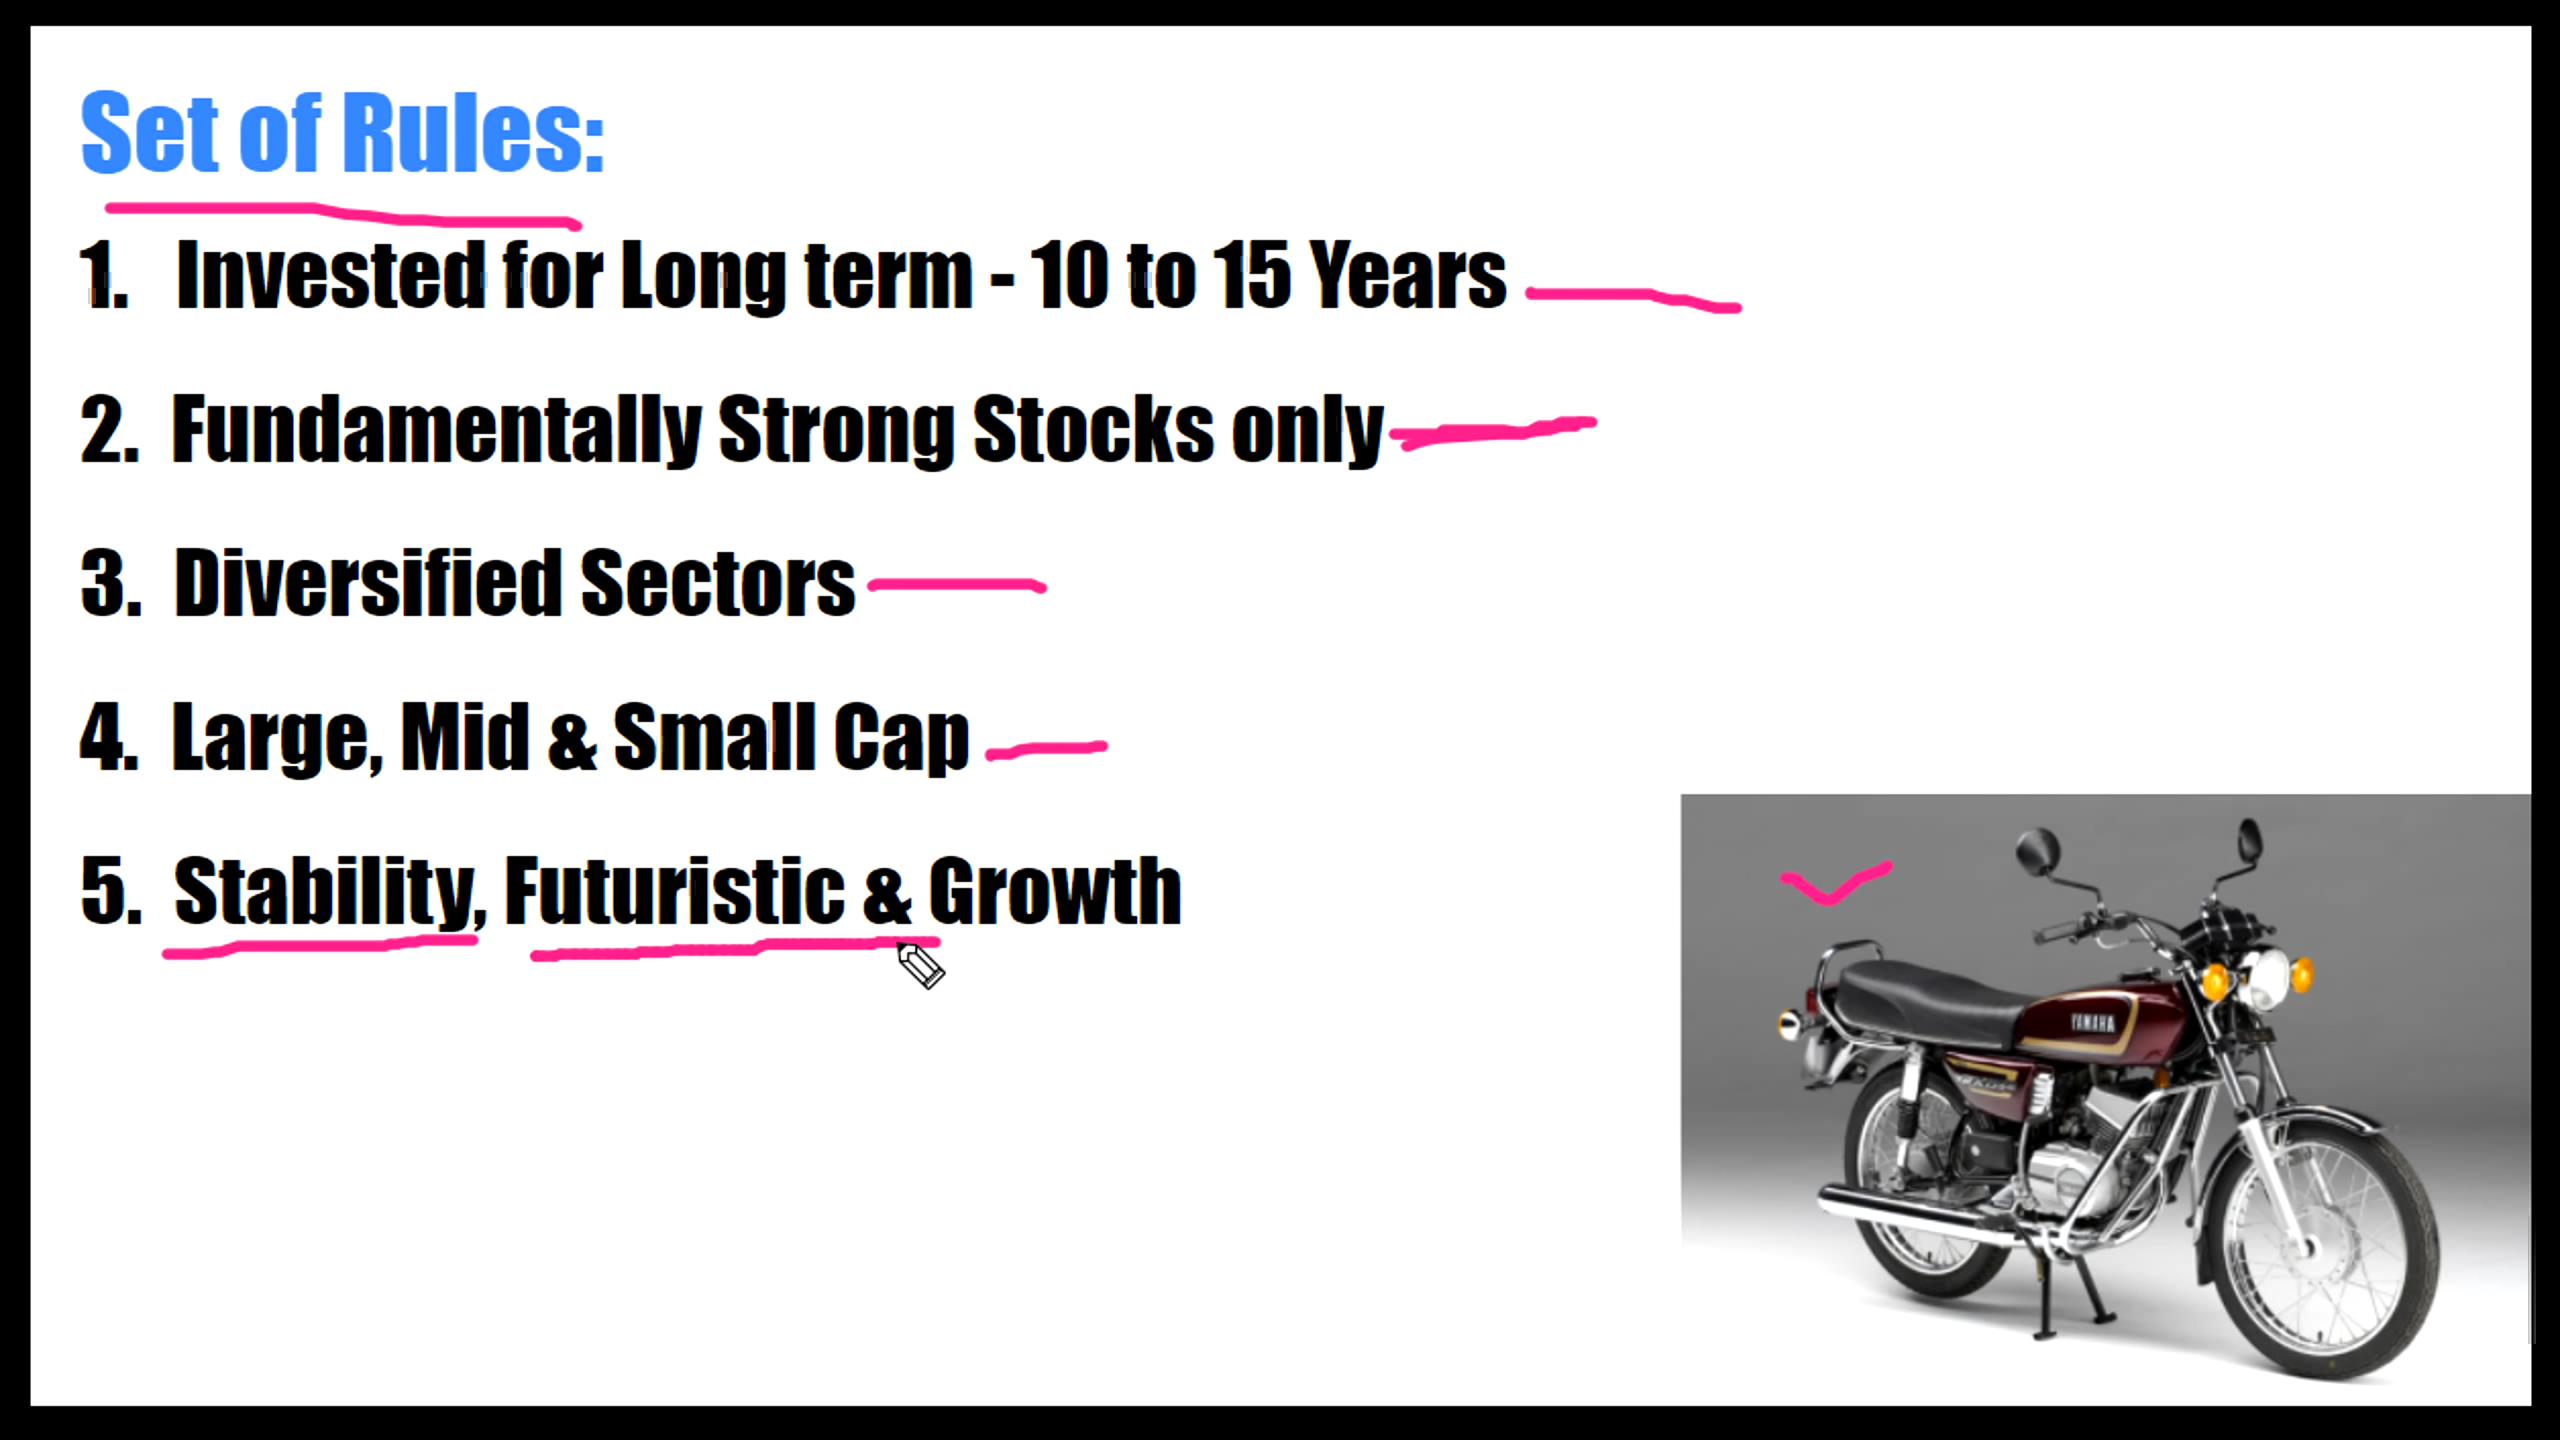 Set of Rules:
1. Invested for Long term - 10 to 15 Years
2. Fundamentally Strong Stocks only
3. Diversified Sectors
4. Large, Mid & Small Cap
5. Stability, Futuristic & Growth
YAMAHA